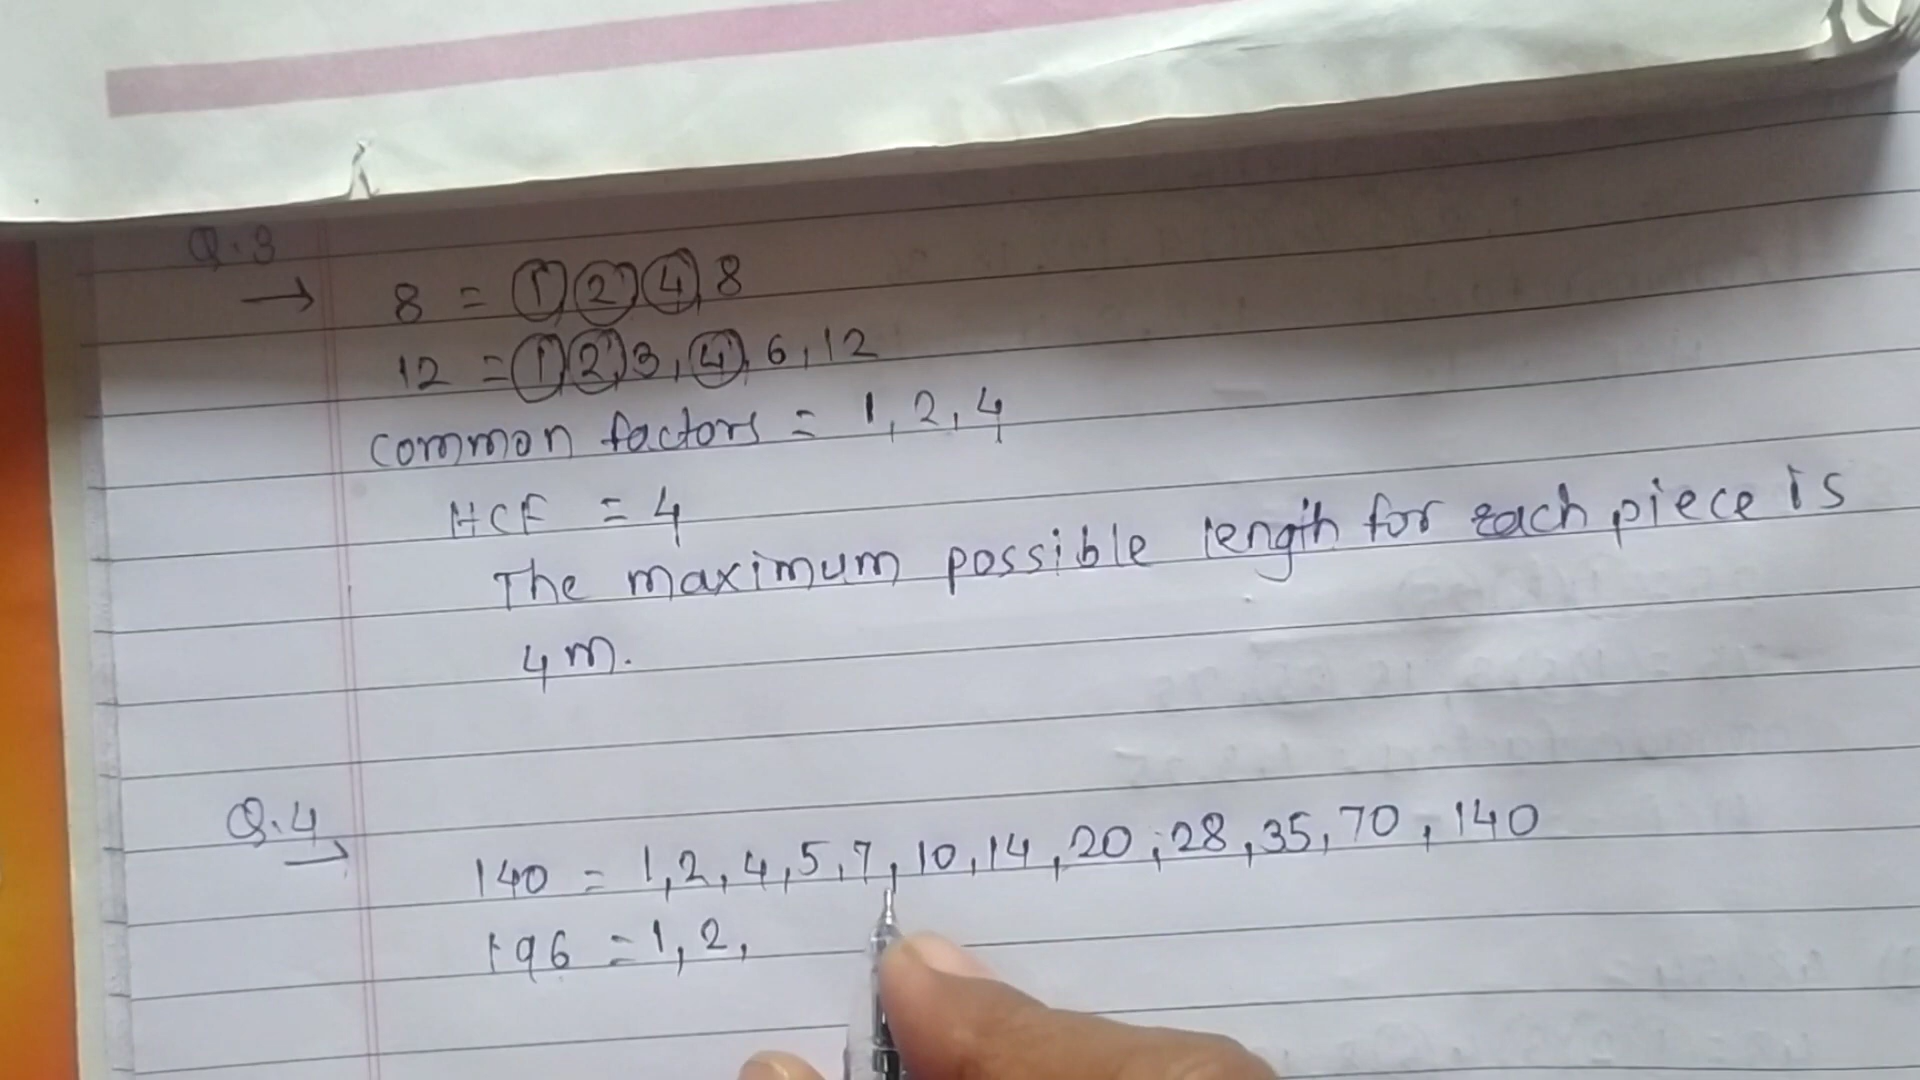 Q.3
→ 8 = 1, 2, 4, 8
12 = 1, 2, 3, 4, 6, 12
common factors = 1, 2, 4
HCF = 4
The maximum possible length for each piece is
4 m.
Q.4
→ 140 = 1, 2, 4, 5, 7, 10, 14, 20, 28, 35, 70, 140
196 = 1, 2,